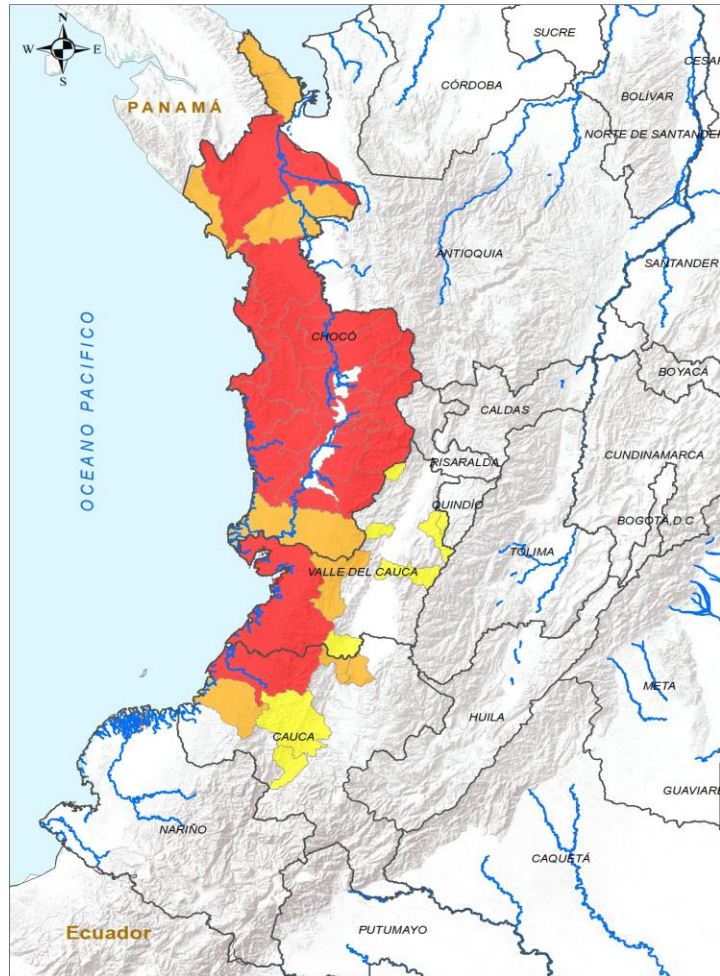 N
W E
S
SUCRE
CESAR
CÓRDOBA
BOLÍVAR
PANAMÁ
NORTE DE SANTANDER
ANTIOQUIA
SANTANDER
OCEANO PACIFICO
CHOCÓ
BOYACÁ
CALDAS
CUNDINAMARCA
RISARALDA
QUINDÍO
BOGOTÁ, D.C
TOLIMA
VALLE DEL CAUCA
META
HUILA
CAUCA
GUAVIARE
NARIÑO
CAQUETÁ
Ecuador
PUTUMAYO